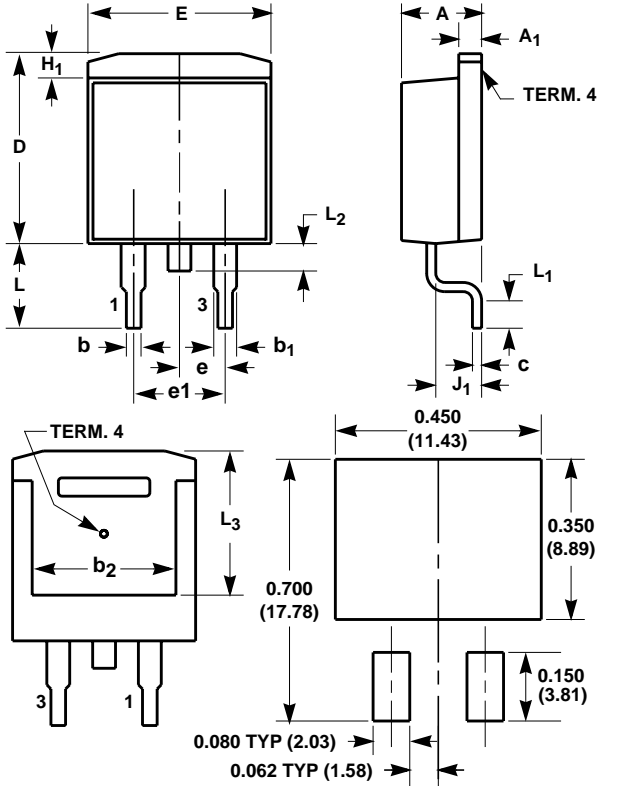 E
A
A1
H1
TERM. 4
D
L2
L
L1
1
3
b
b1
e
c
e1
J1
TERM. 4
0.450
(11.43)
L3
b2
0.350
(8.89)
0.700
(17.78)
3
1
0.150
(3.81)
0.080 TYP (2.03)
0.062 TYP (1.58)